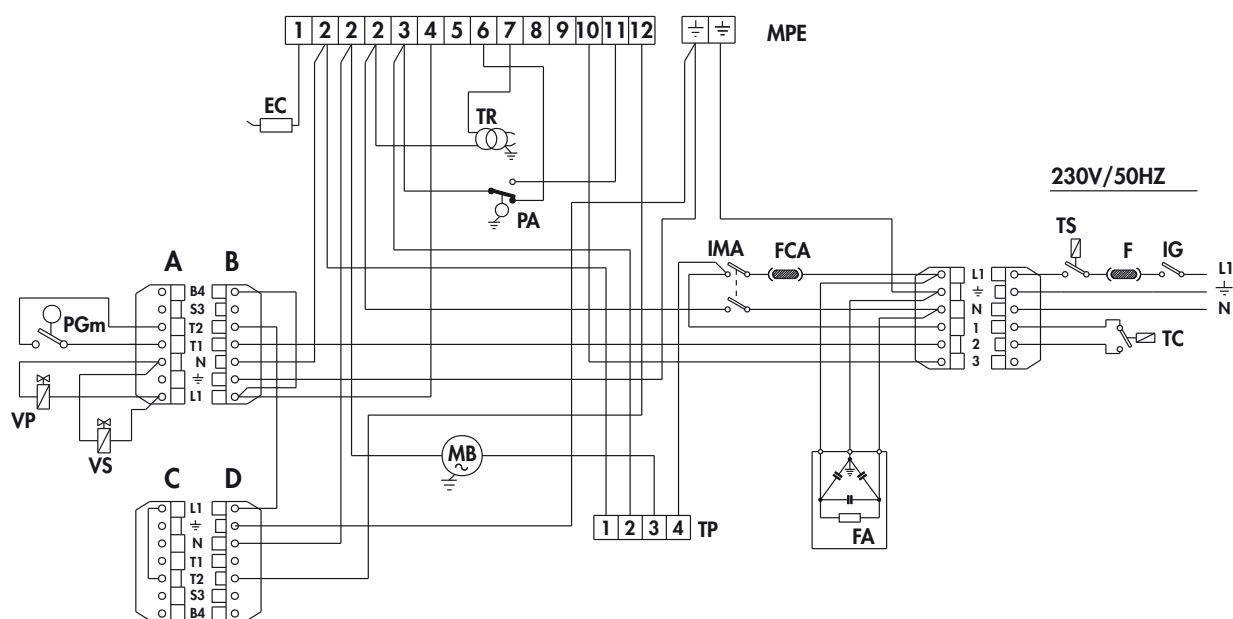 1 2 2 2 3 4 5 6 7 8 9 10 11 12
MPE
EC
TR
PA
230V/50HZ
TS
F
IG
IMA
FCA
L1
N
L1
N
1
2
3
TC
A B
B4
S3
T2
T1
N
L1
PGm
VP
VS
MB
~
C D
L1
N
T1
T2
S3
B4
1 2 3 4 TP
FA